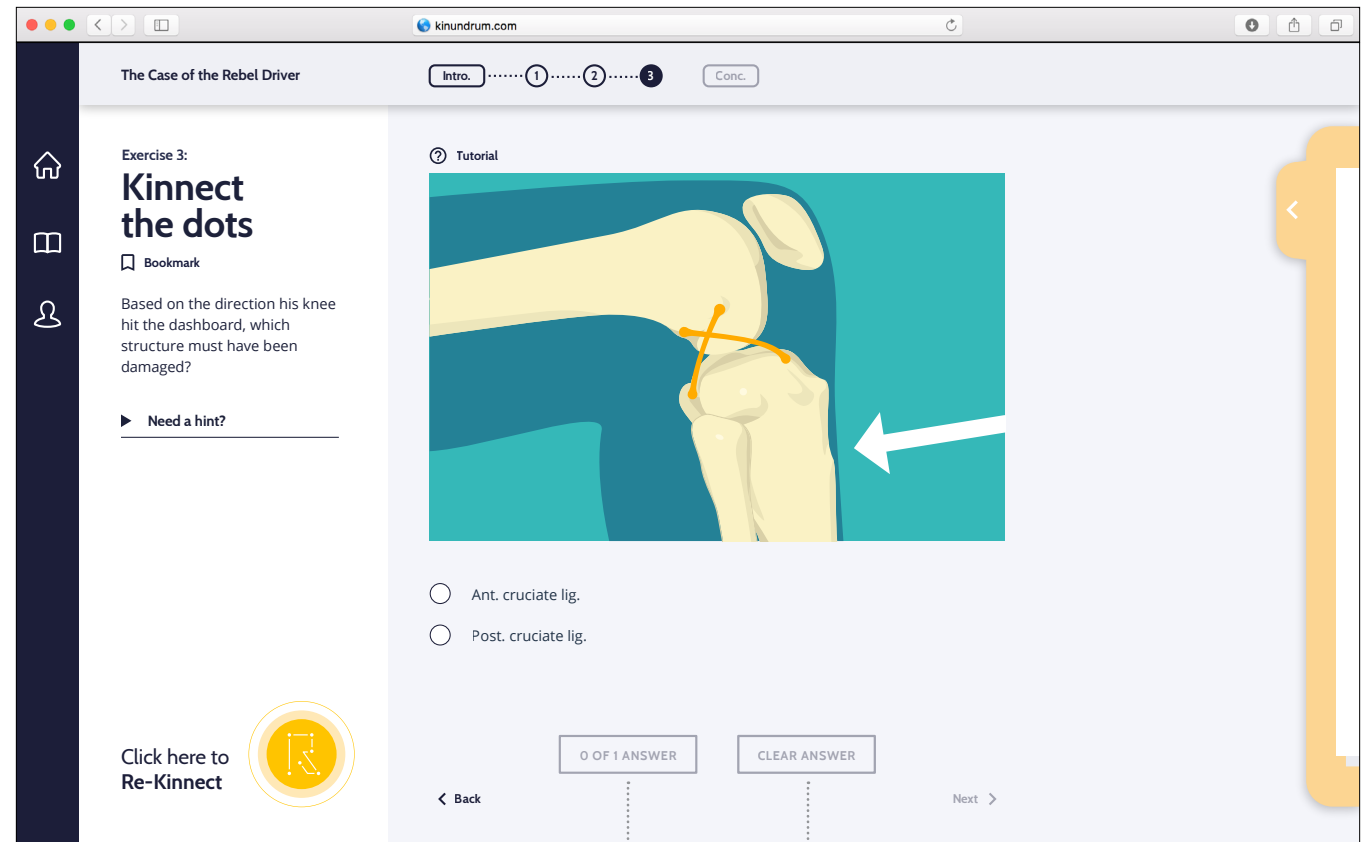 kinundrum.com
The Case of the Rebel Driver
Intro.
1
2
3
Conc.
Exercise 3:
Kinnect
the dots
Bookmark
Based on the direction his knee
hit the dashboard, which
structure must have been
damaged?
Need a hint?
Click here to
Re-Kinnect
? Tutorial
Ant. cruciate lig.
Post. cruciate lig.
0 OF 1 ANSWER
CLEAR ANSWER
Back
Next